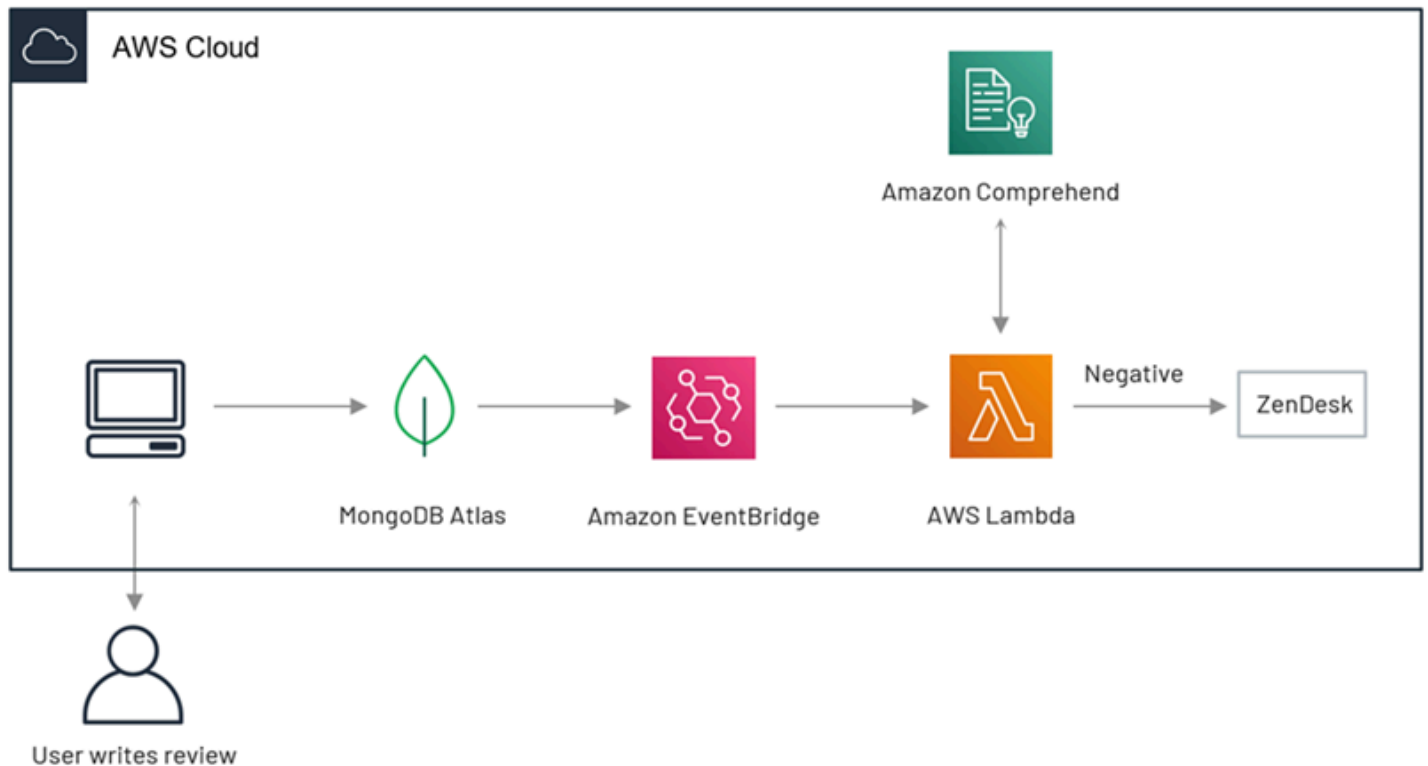 AWS Cloud
Amazon Comprehend
Negative
ZenDesk
MongoDB Atlas
Amazon EventBridge
AWS Lambda
User writes review